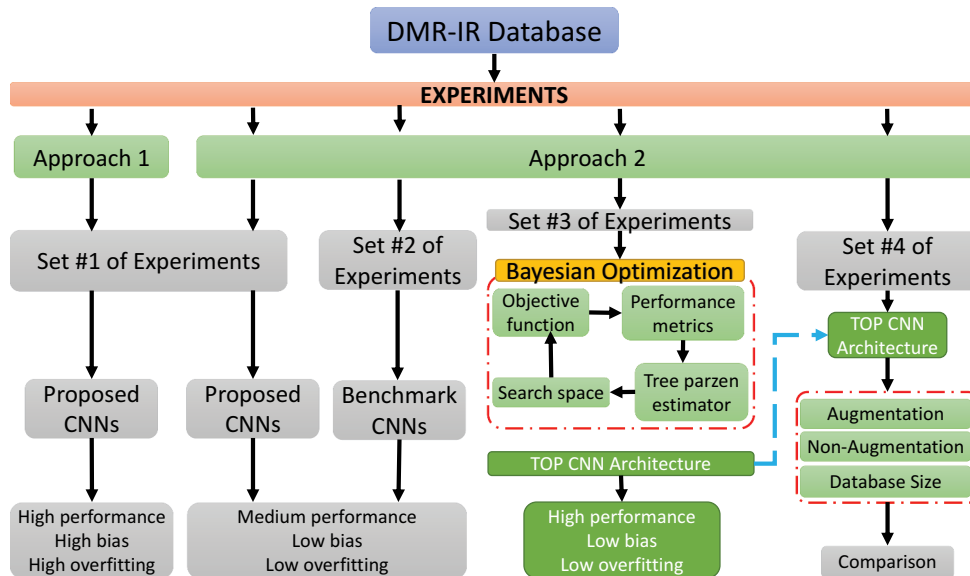 DMR-IR Database
EXPERIMENTS
Approach 1
Approach 2
Set #1 of Experiments
Set #2 of
Experiments
Set #3 of Experiments
Set #4 of
Experiments
Bayesian Optimization
Objective
function
Performance
metrics
Search space
Tree parzen
estimator
TOP CNN
Architecture
Proposed
CNNs
Proposed
CNNs
Benchmark
CNNs
TOP CNN Architecture
Augmentation
Non-Augmentation
Database Size
High performance
High bias
High overfitting
Medium performance
Low bias
Low overfitting
High performance
Low bias
Low overfitting
Comparison